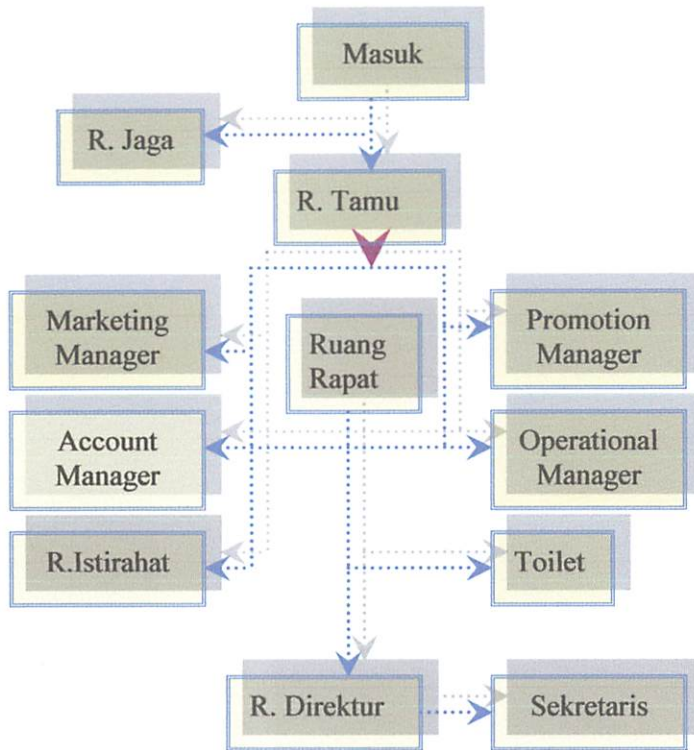 Masuk
R. Jaga
R. Tamu
Marketing
Manager
Ruang
Rapat
Promotion
Manager
Account
Manager
Operational
Manager
R.Istirahat
Toilet
R. Direktur
Sekretaris